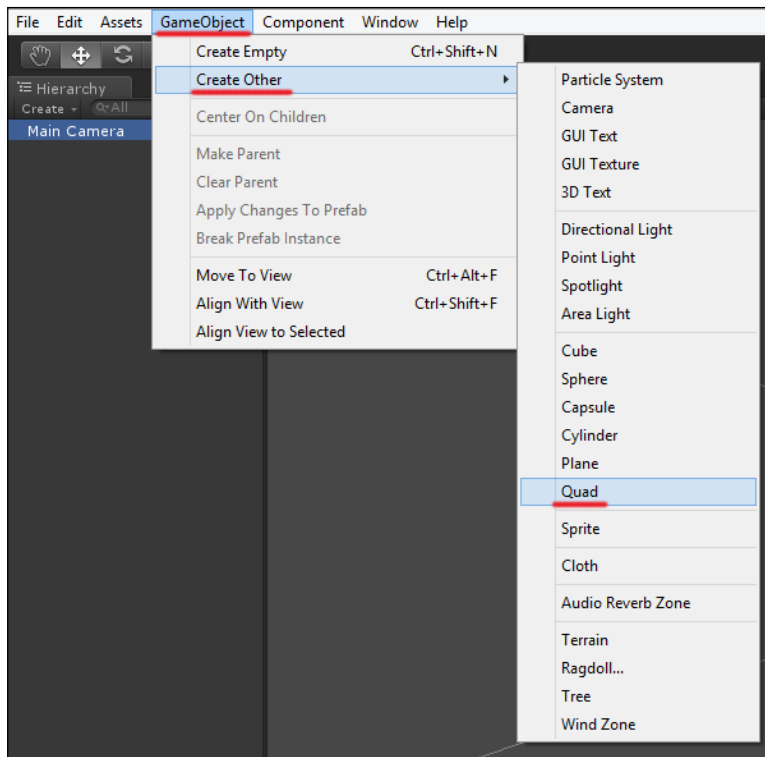 File Edit Assets GameObject Component Window Help
Hierarchy
Create All
Main Camera
Create Empty Ctrl+Shift+N
Create Other
Center On Children
Make Parent
Clear Parent
Apply Changes To Prefab
Break Prefab Instance
Move To View Ctrl+Alt+F
Align With View Ctrl+Shift+F
Align View to Selected
Particle System
Camera
GUI Text
GUI Texture
3D Text
Directional Light
Point Light
Spotlight
Area Light
Cube
Sphere
Capsule
Cylinder
Plane
Quad
Sprite
Cloth
Audio Reverb Zone
Terrain
Ragdoll...
Tree
Wind Zone